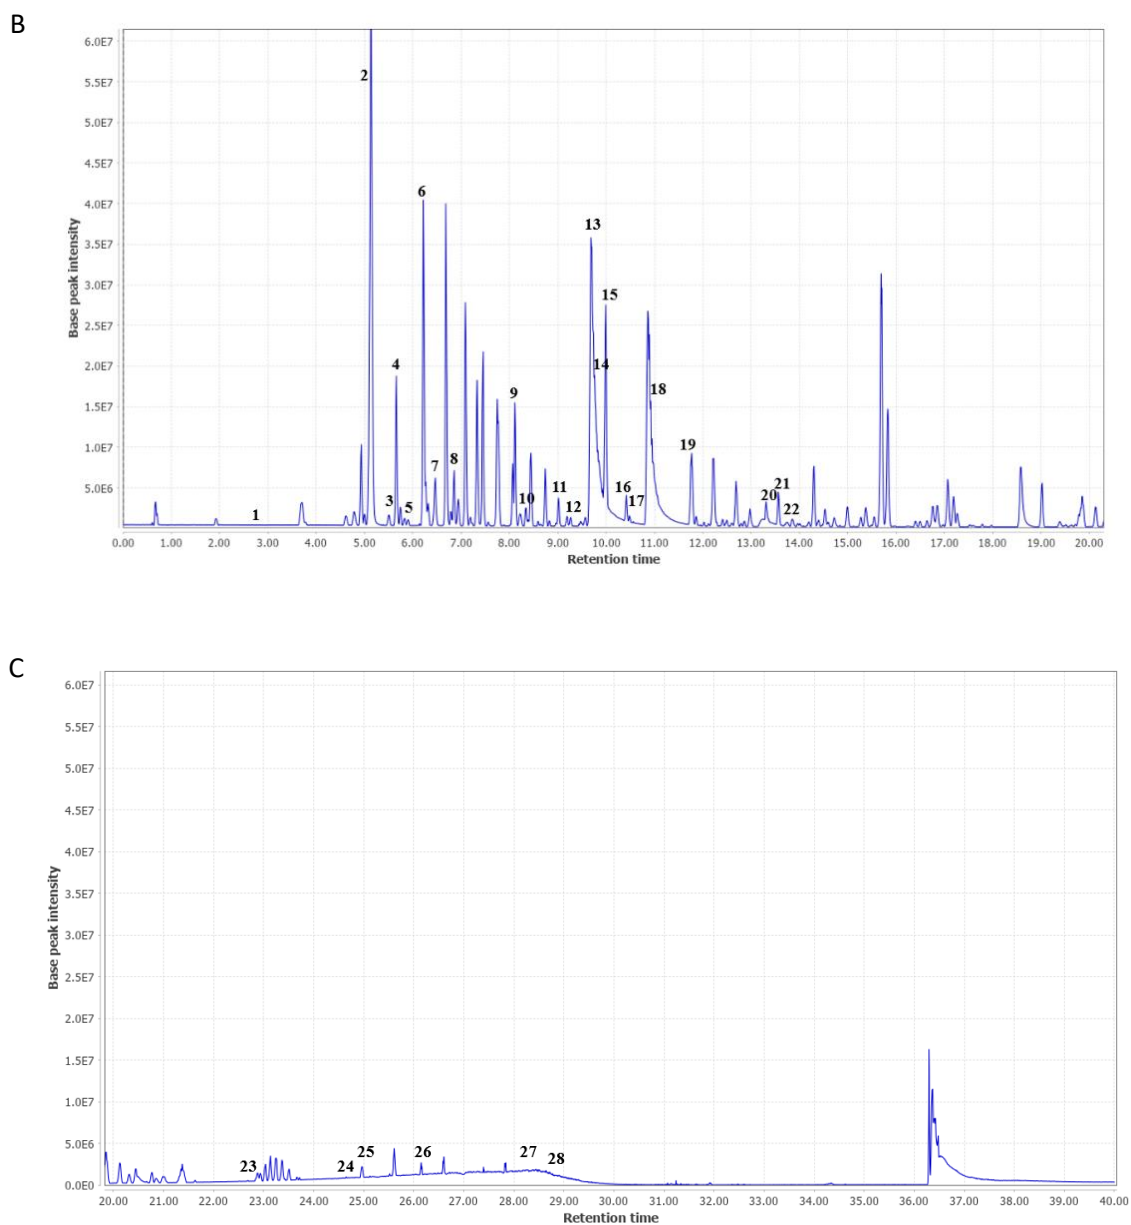 B
6.0E7
5.5E7
5.0E7
4.5E7
4.0E7
3.5E7
3.0E7
2.5E7
2.0E7
1.5E7
1.0E7
5.0E6
Base peak intensity
1
2
3
4
5
6
7
8
9
10
11
12
13
14
15
16
17
18
19
20
21
22
0.00 1.00 2.00 3.00 4.00 5.00 6.00 7.00 8.00 9.00 10.00 11.00 12.00 13.00 14.00 15.00 16.00 17.00 18.00 19.00 20.00
Retention time
C
6.0E7
5.5E7
5.0E7
4.5E7
4.0E7
3.5E7
3.0E7
2.5E7
2.0E7
1.5E7
1.0E7
5.0E6
0.0E0
Base peak intensity
23
24
25
26
27
28
20.00 21.00 22.00 23.00 24.00 25.00 26.00 27.00 28.00 29.00 30.00 31.00 32.00 33.00 34.00 35.00 36.00 37.00 38.00 39.00 40.00
Retention time